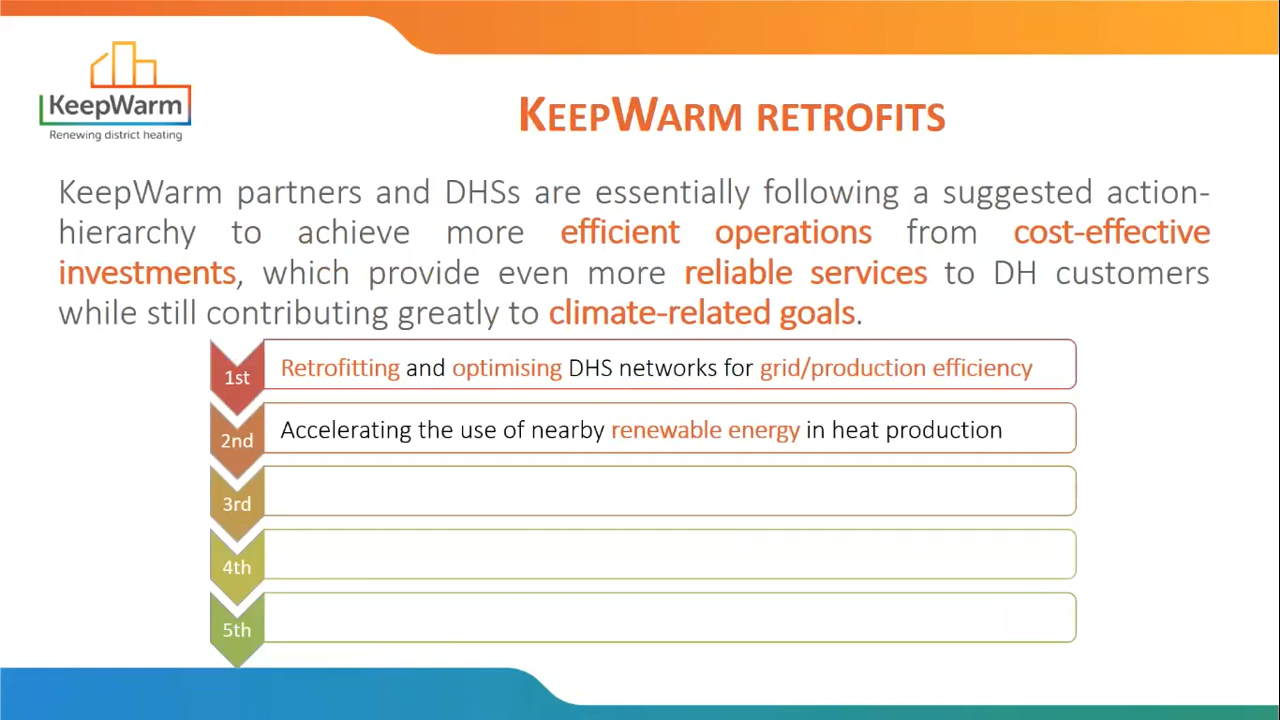 KeepWarm
Renewing district heating
KEEPWARM RETROFITS
KeepWarm partners and DHSs are essentially following a suggested action-
hierarchy to achieve more efficient operations from cost-effective
investments, which provide even more reliable services to DH customers
while still contributing greatly to climate-related goals.
1st Retrofitting and optimising DHS networks for grid/production efficiency
2nd Accelerating the use of nearby renewable energy in heat production
3rd
4th
5th